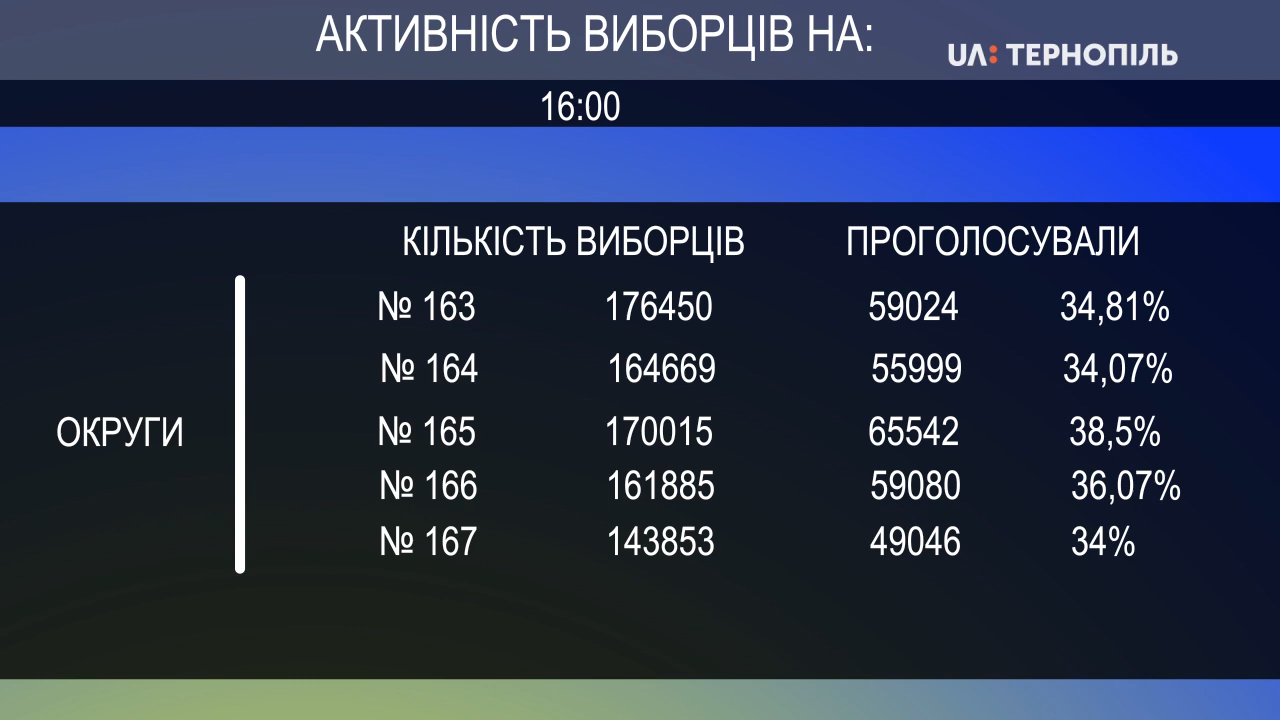 АКТИВНІСТЬ ВИБОРЦІВ НА:
UA: ТЕРНОПІЛЬ
16:00
КІЛЬКІСТЬ ВИБОРЦІВ ПРОГОЛОСУВАЛИ
№ 163 176450 59024 34,81%
№ 164 164669 55999 34,07%
ОКРУГИ № 165 170015 65542 38,5%
№ 166 161885 59080 36,07%
№ 167 143853 49046 34%